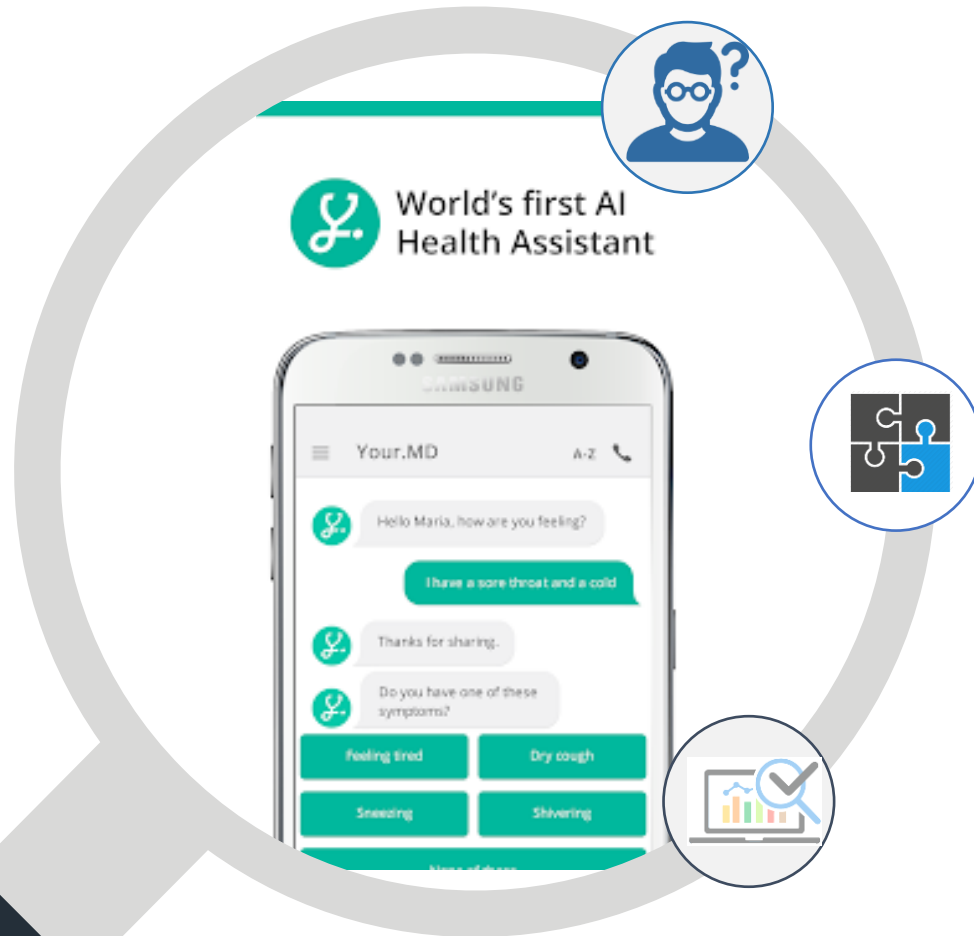 ?
World's first AI
Health Assistant
SAMSUNG
Your.MD
A-Z
Hello Maria, how are you feeling?
I have a sore throat and a cold
Thanks for sharing.
Do you have one of these
symptoms?
Feeling tired
Dry cough
Sneezing
Shivering